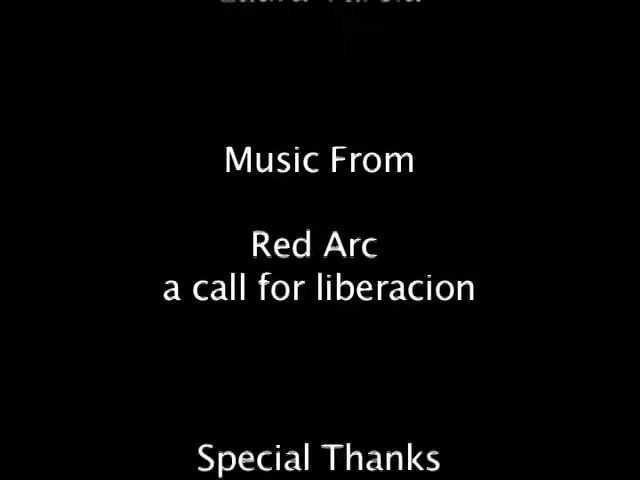 Music From
Red Arc
a call for liberacion
Special Thanks